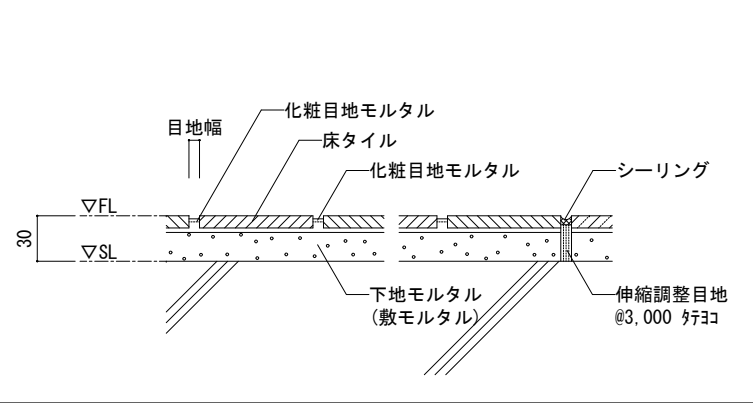 化粧目地モルタル
目地幅
床タイル
化粧目地モルタル
シーリング
▽FL
30
▽SL
下地モルタル
(敷モルタル)
伸縮調整目地
@3,000 ﾀﾃﾖｺ